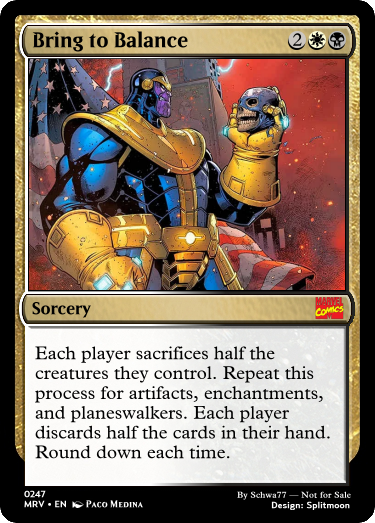 Bring to Balance 2
Sorcery
MARVEL
COMICS
Each player sacrifices half the
creatures they control. Repeat this
process for artifacts, enchantments,
and planeswalkers. Each player
discards half the cards in their hand.
Round down each time.
0247
MRV • EN Paco Medina
By Schwa77 — Not for Sale
Design: Splitmoon